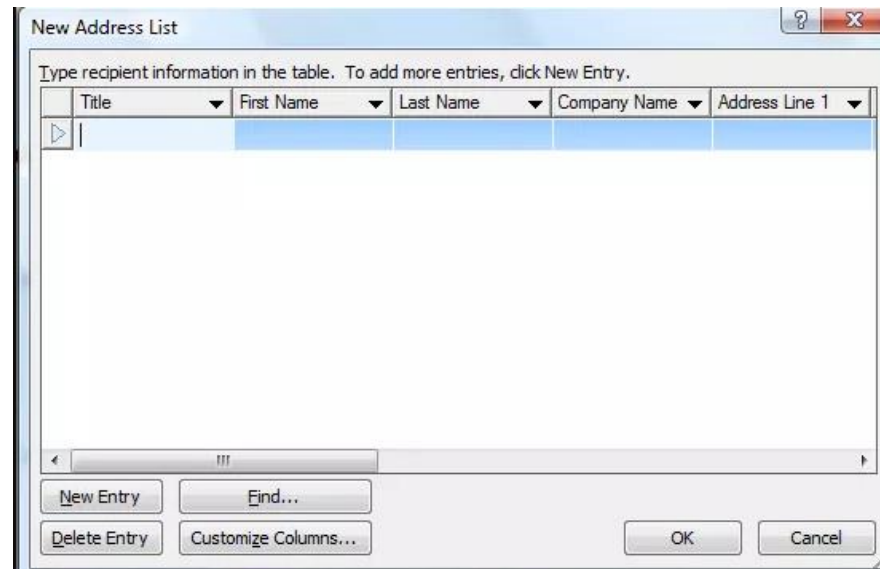 New Address List
Type recipient information in the table. To add more entries, click New Entry.
Title First Name Last Name Company Name Address Line 1
New Entry Find...
Delete Entry Customize Columns... OK Cancel